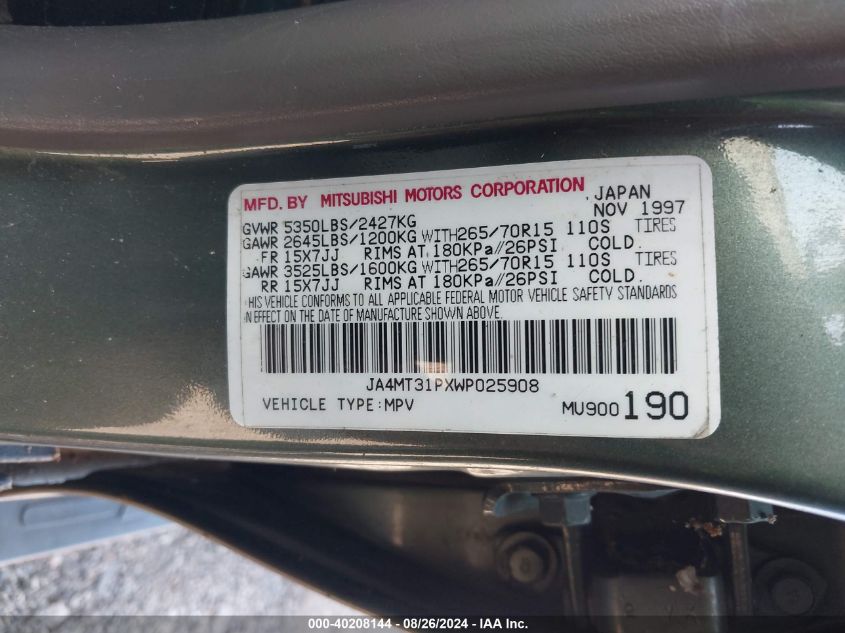 MFD. BY MITSUBISHI MOTORS CORPORATION JAPAN
GVWR 5350LBS/2427KG NOV 1997
GAWR 2645LBS/1200KG WITH265/70R15 110S TIRES
FR 15X7JJ RIMS AT 180KPa//26PSI COLD.
GAWR 3525LBS/1600KG WITH265/70R15 110S TIRES
RR 15X7JJ RIMS AT 180KPa//26PSI COLD.
THIS VEHICLE CONFORMS TO ALL APPLICABLE FEDERAL MOTOR VEHICLE SAFETY STANDARDS
IN EFFECT ON THE DATE OF MANUFACTURE SHOWN ABOVE.
JA4MT31PXWP025908
VEHICLE TYPE:MPV MU900190
000-40208144 - 08/26/2024 - IAA Inc.